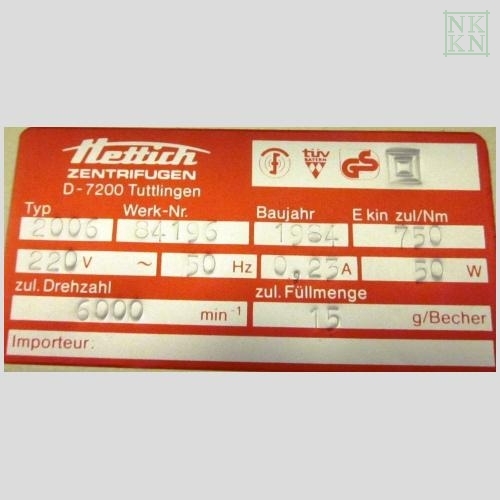 NK
KN
Hettich
ZENTRIFUGEN
D-7200 Tuttlingen
TÜV
BAYERN
GS
Typ Werk-Nr. Baujahr E kin zul/Nm
2006 84196 1984 750
220 V ~ 50 Hz 0,25 A 50 W
zul. Drehzahl zul. Füllmenge
6000 min⁻¹ 15 g/Becher
Importeur: